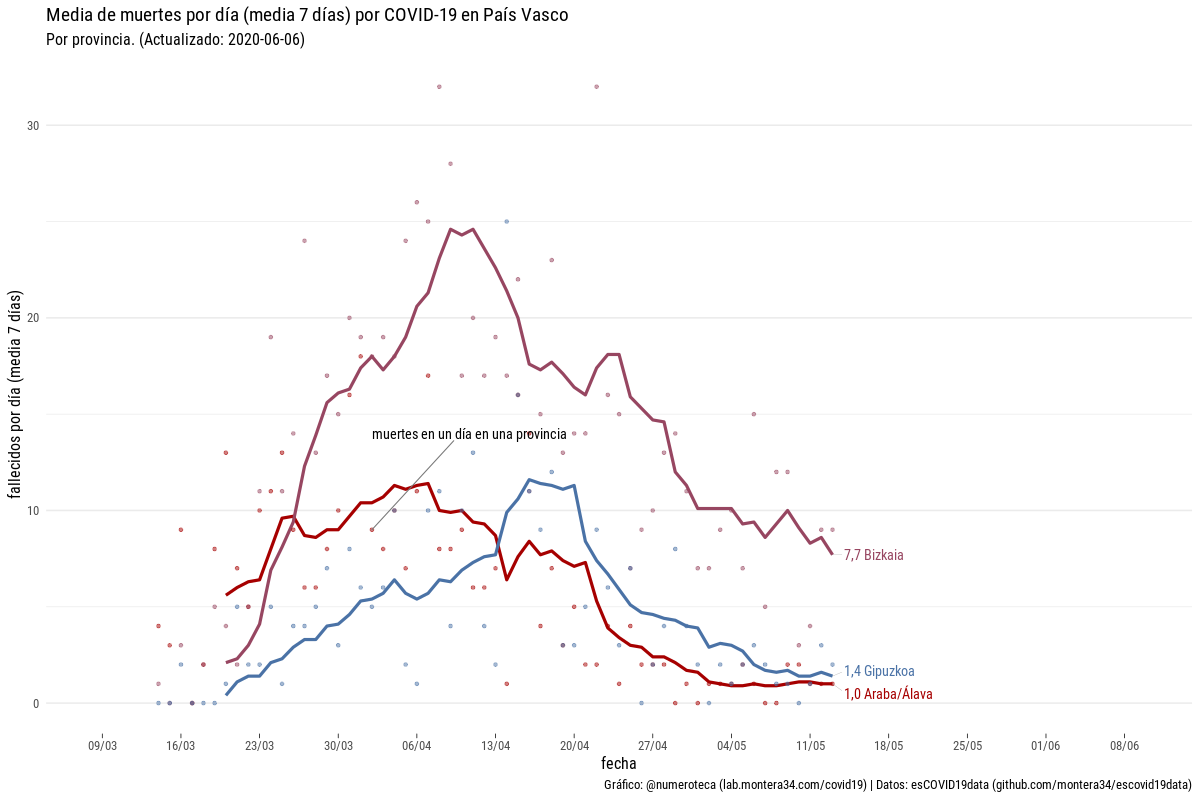 Media de muertes por día (media 7 días) por COVID-19 en País Vasco
Por provincia. (Actualizado: 2020-06-06)
fallecidos por día (media 7 días)
30
20
10
0
muertes en un día en una provincia
7,7 Bizkaia
1,4 Gipuzkoa
1,0 Araba/Álava
09/03
16/03
23/03
30/03
06/04
13/04
20/04
27/04
04/05
11/05
18/05
25/05
01/06
08/06
fecha
Gráfico: @numeroteca (lab.montera34.com/covid19) | Datos: esCOVID19data (github.com/montera34/escovid19data)